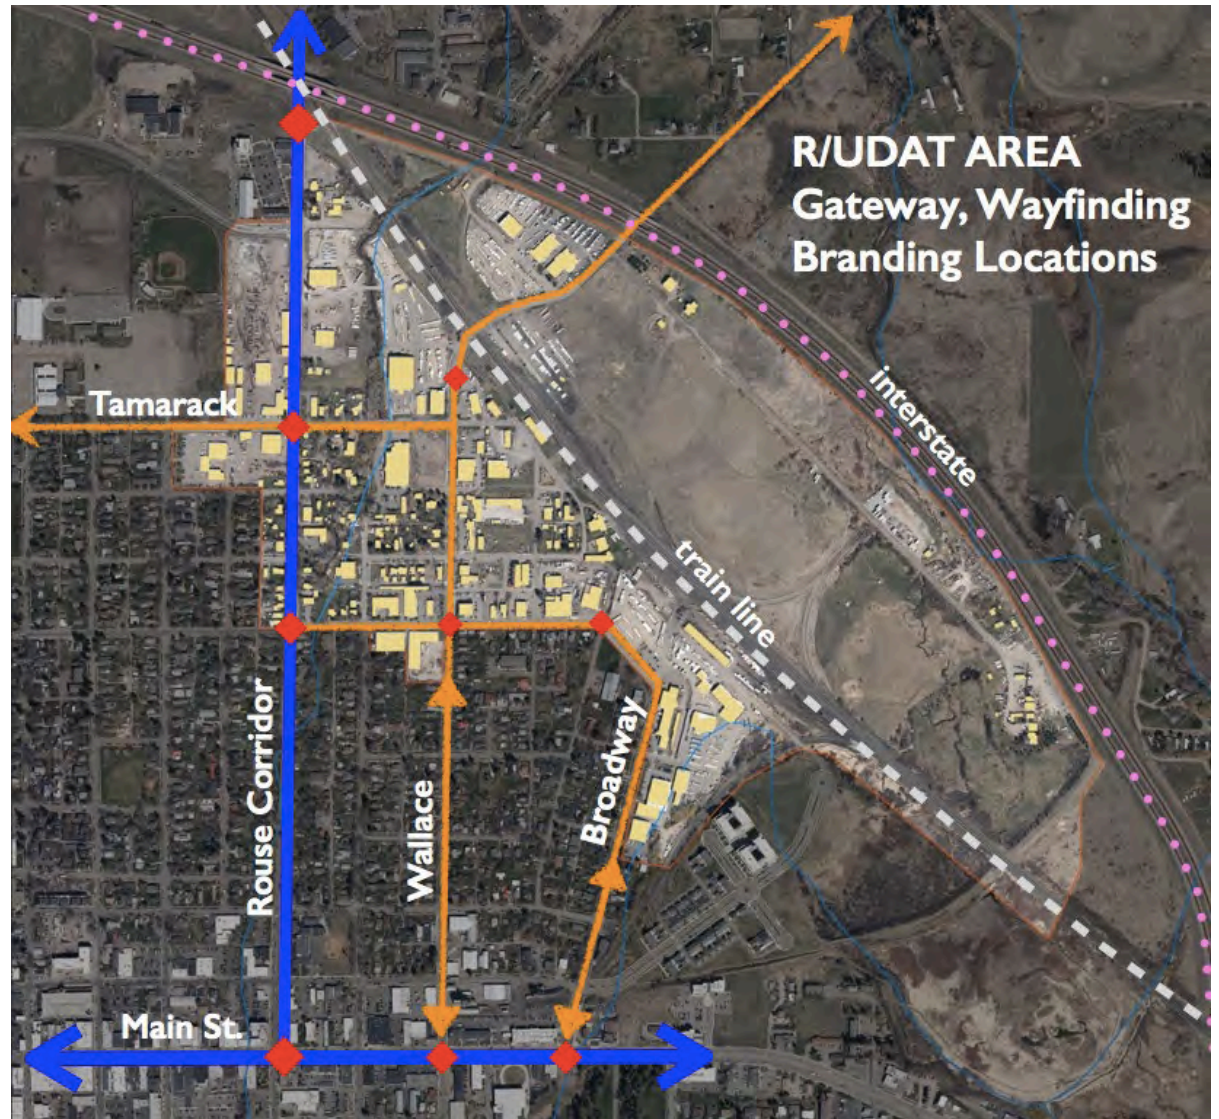 R/UDAT AREA
Gateway, Wayfinding
Branding Locations
Tamarack
interstate
train line
Rouse Corridor
Wallace
Broadway
Main St.